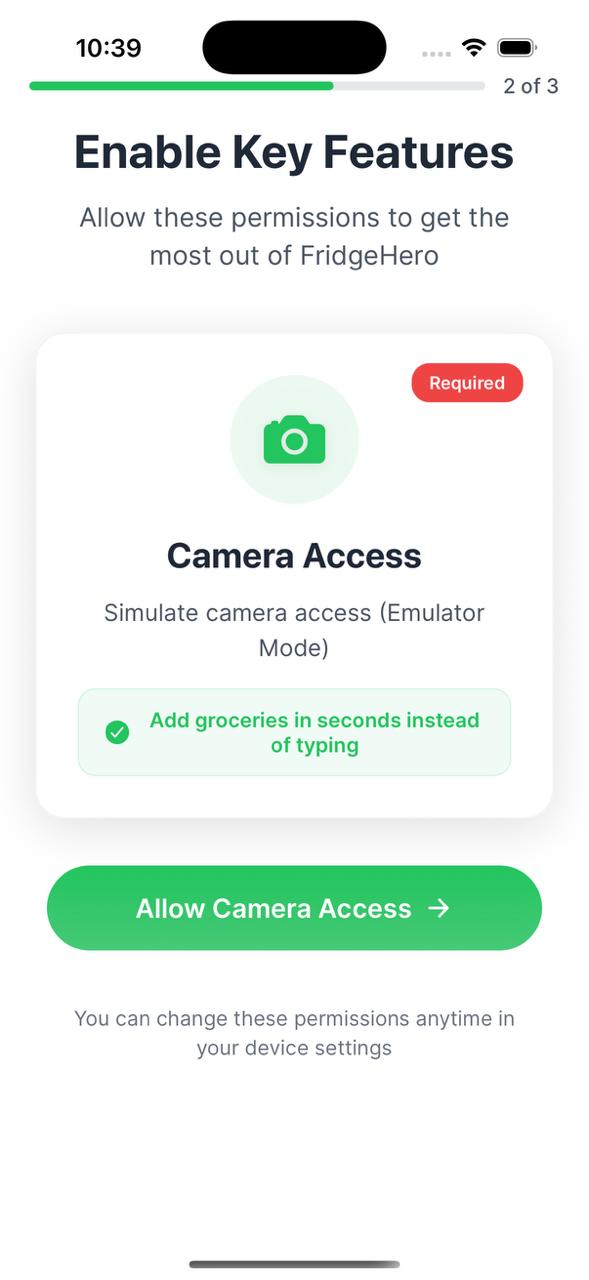 10:39
2 of 3
Enable Key Features
Allow these permissions to get the
most out of FridgeHero
Required
Camera Access
Simulate camera access (Emulator
Mode)
Add groceries in seconds instead
of typing
Allow Camera Access →
You can change these permissions anytime in
your device settings